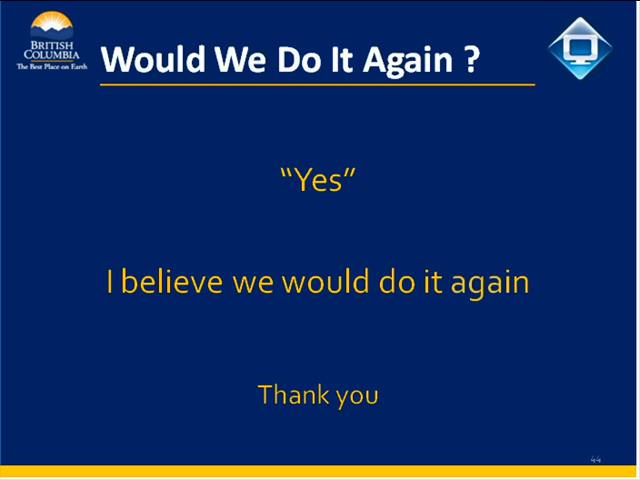 BRITISH
COLUMBIA
The Best Place on Earth
Would We Do It Again ?
“Yes”
I believe we would do it again
Thank you
44